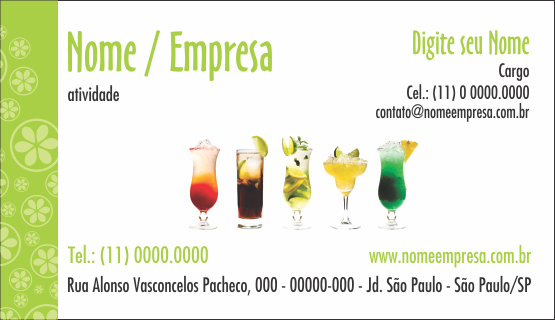 Nome / Empresa
atividade
Digite seu Nome
Cargo
Cel.: (11) 0 0000.0000
contato@nomeempresa.com.br
Tel.: (11) 0000.0000
www.nomeempresa.com.br
Rua Alonso Vasconcelos Pacheco, 000 - 00000-000 - Jd. São Paulo - São Paulo/SP